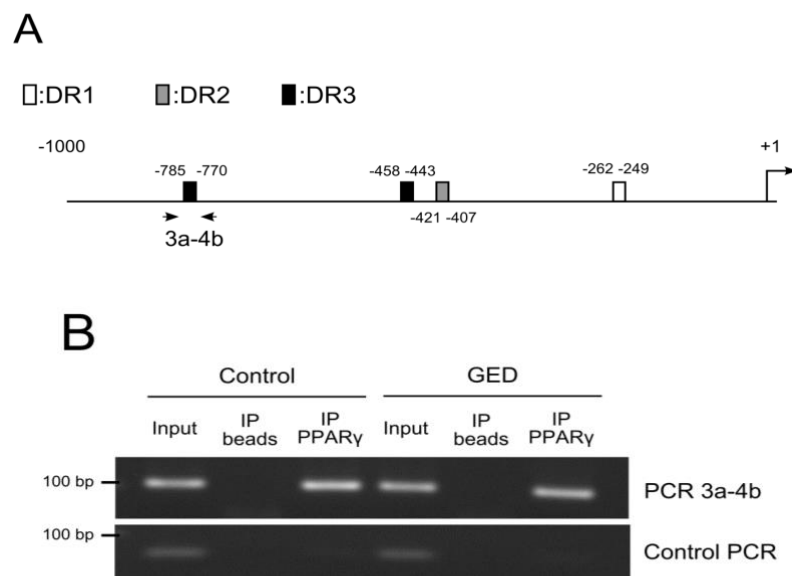 A
:DR1 :DR2 :DR3
-1000 +1
-785 -770 -458 -443 -262 -249
-421 -407
3a-4b
B
Control GED
Input IP beads IP PPARγ Input IP beads IP PPARγ
100 bp PCR 3a-4b
100 bp Control PCR